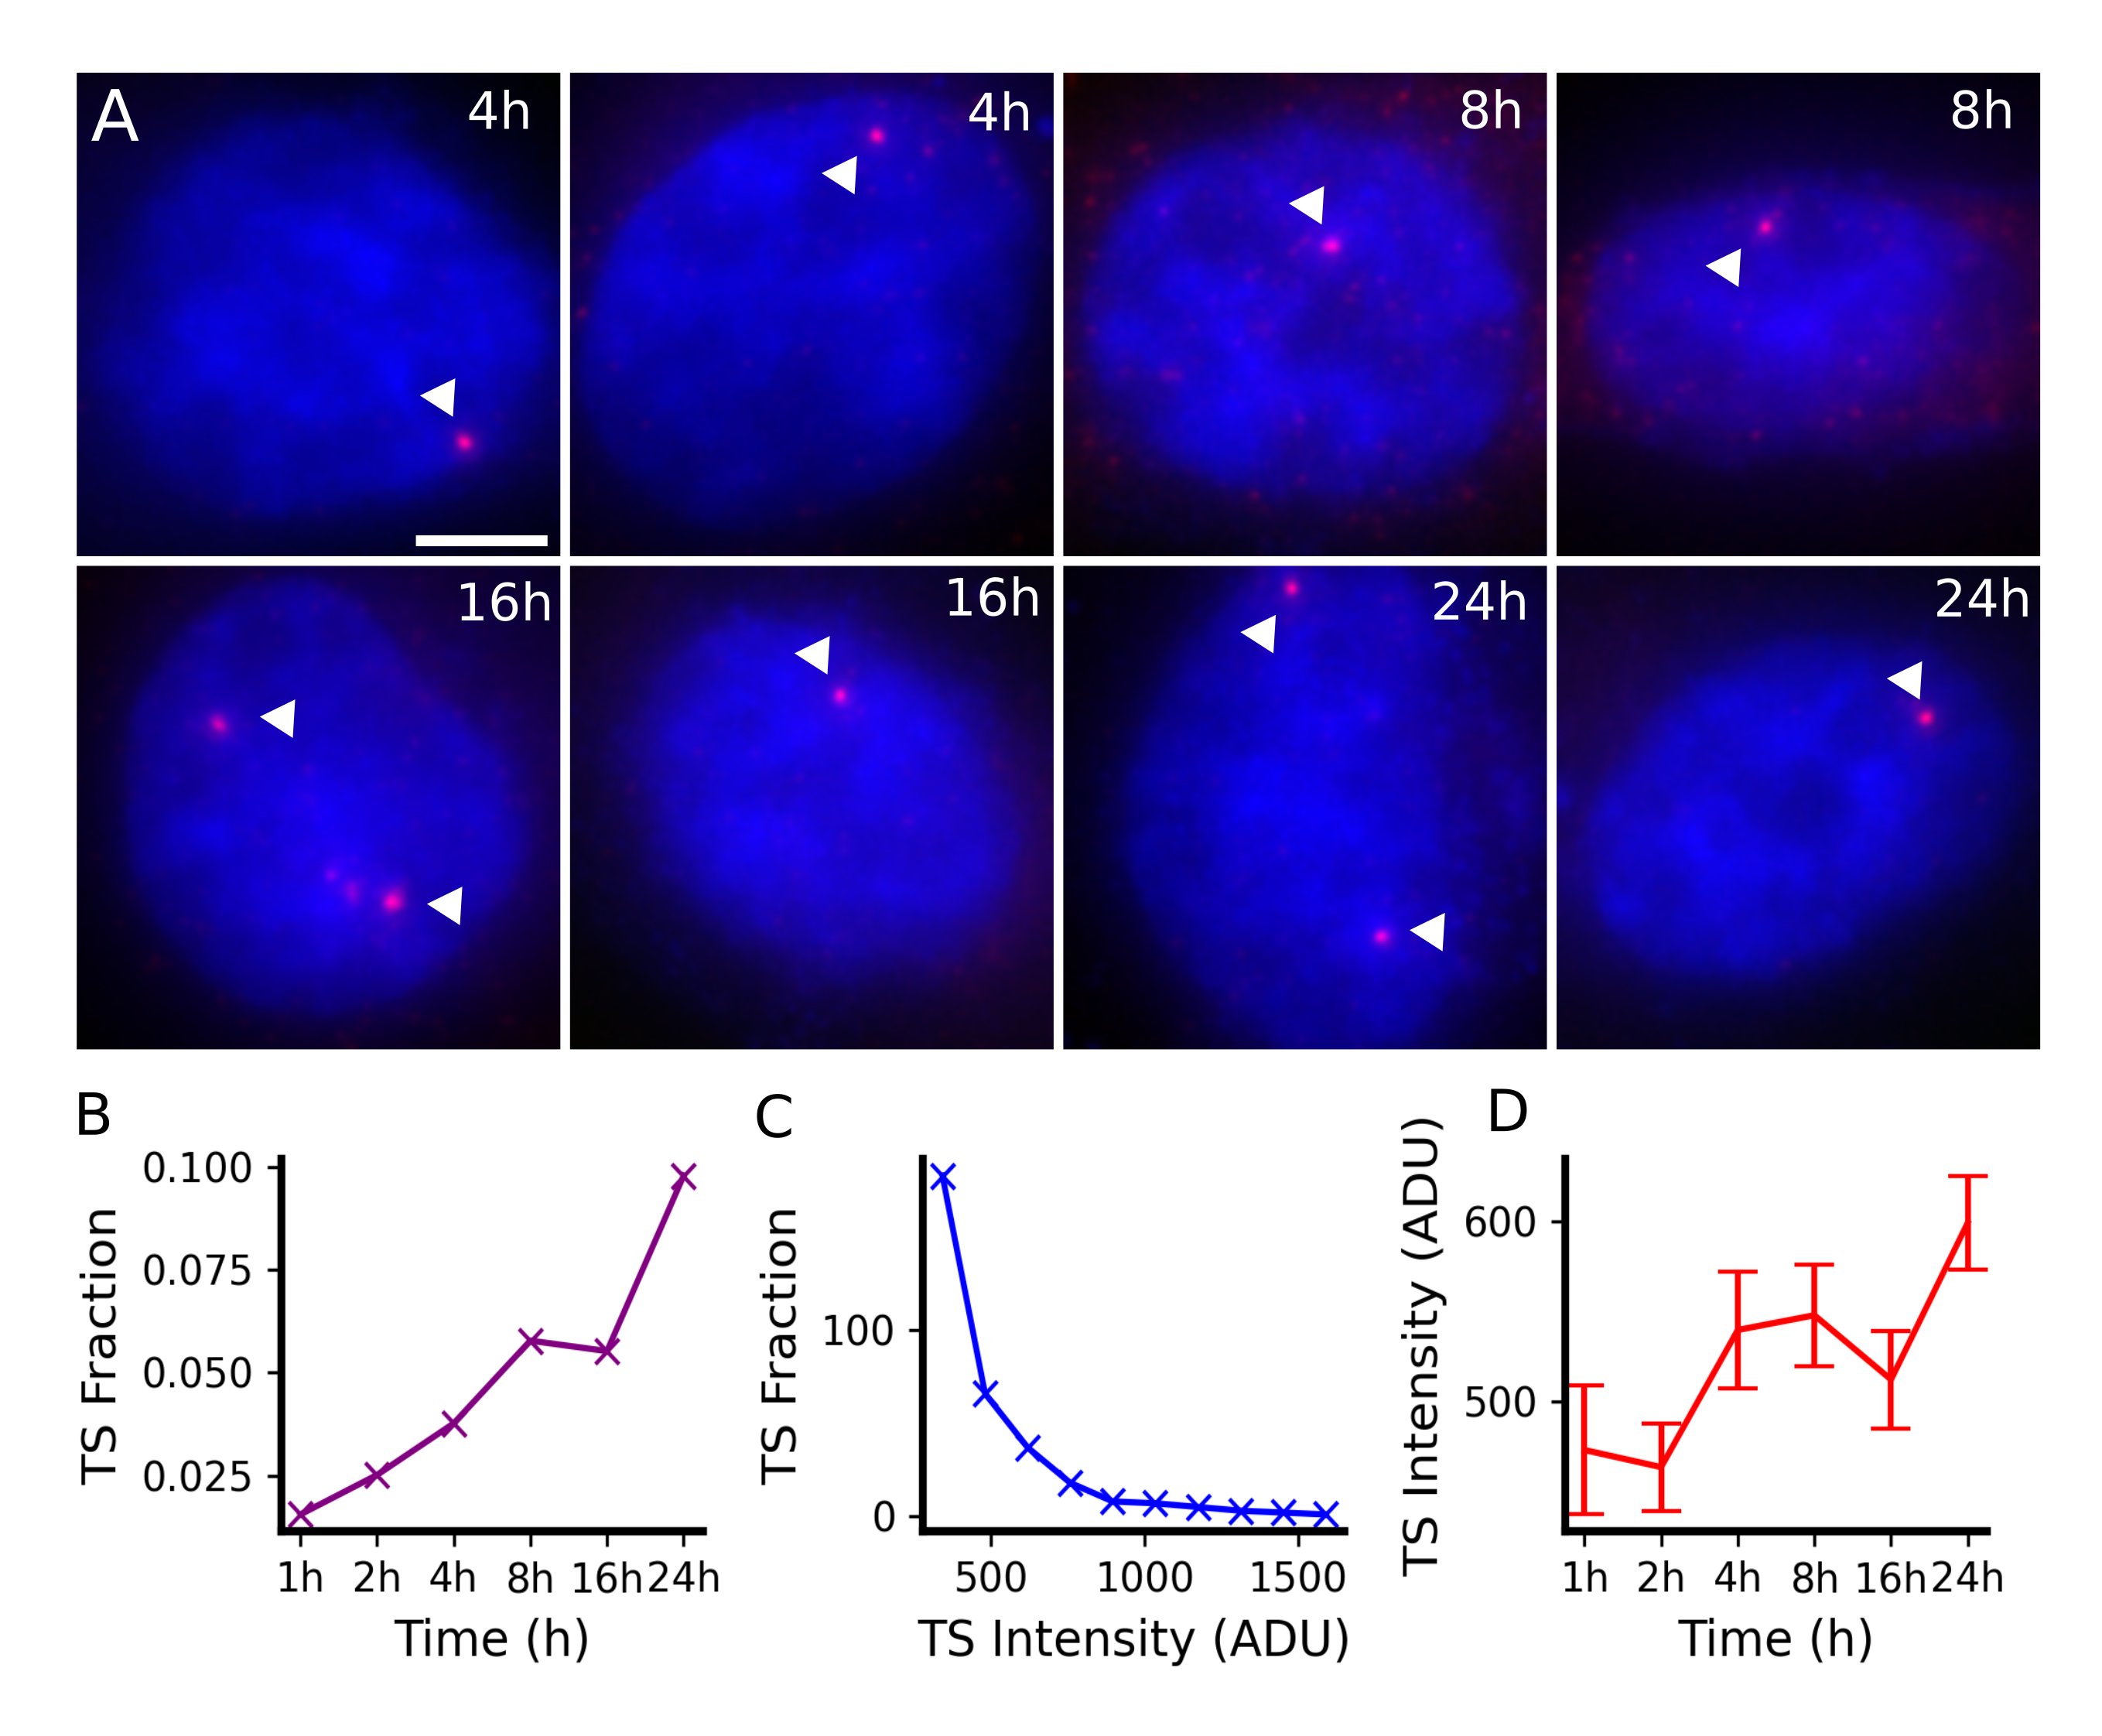 A
4h
4h
8h
8h
16h
16h
24h
24h
B
TS Fraction
0.100
0.075
0.050
0.025
1h 2h 4h 8h 16h 24h
Time (h)
C
TS Fraction
100
0
500 1000 1500
TS Intensity (ADU)
D
TS Intensity (ADU)
600
500
1h 2h 4h 8h 16h 24h
Time (h)